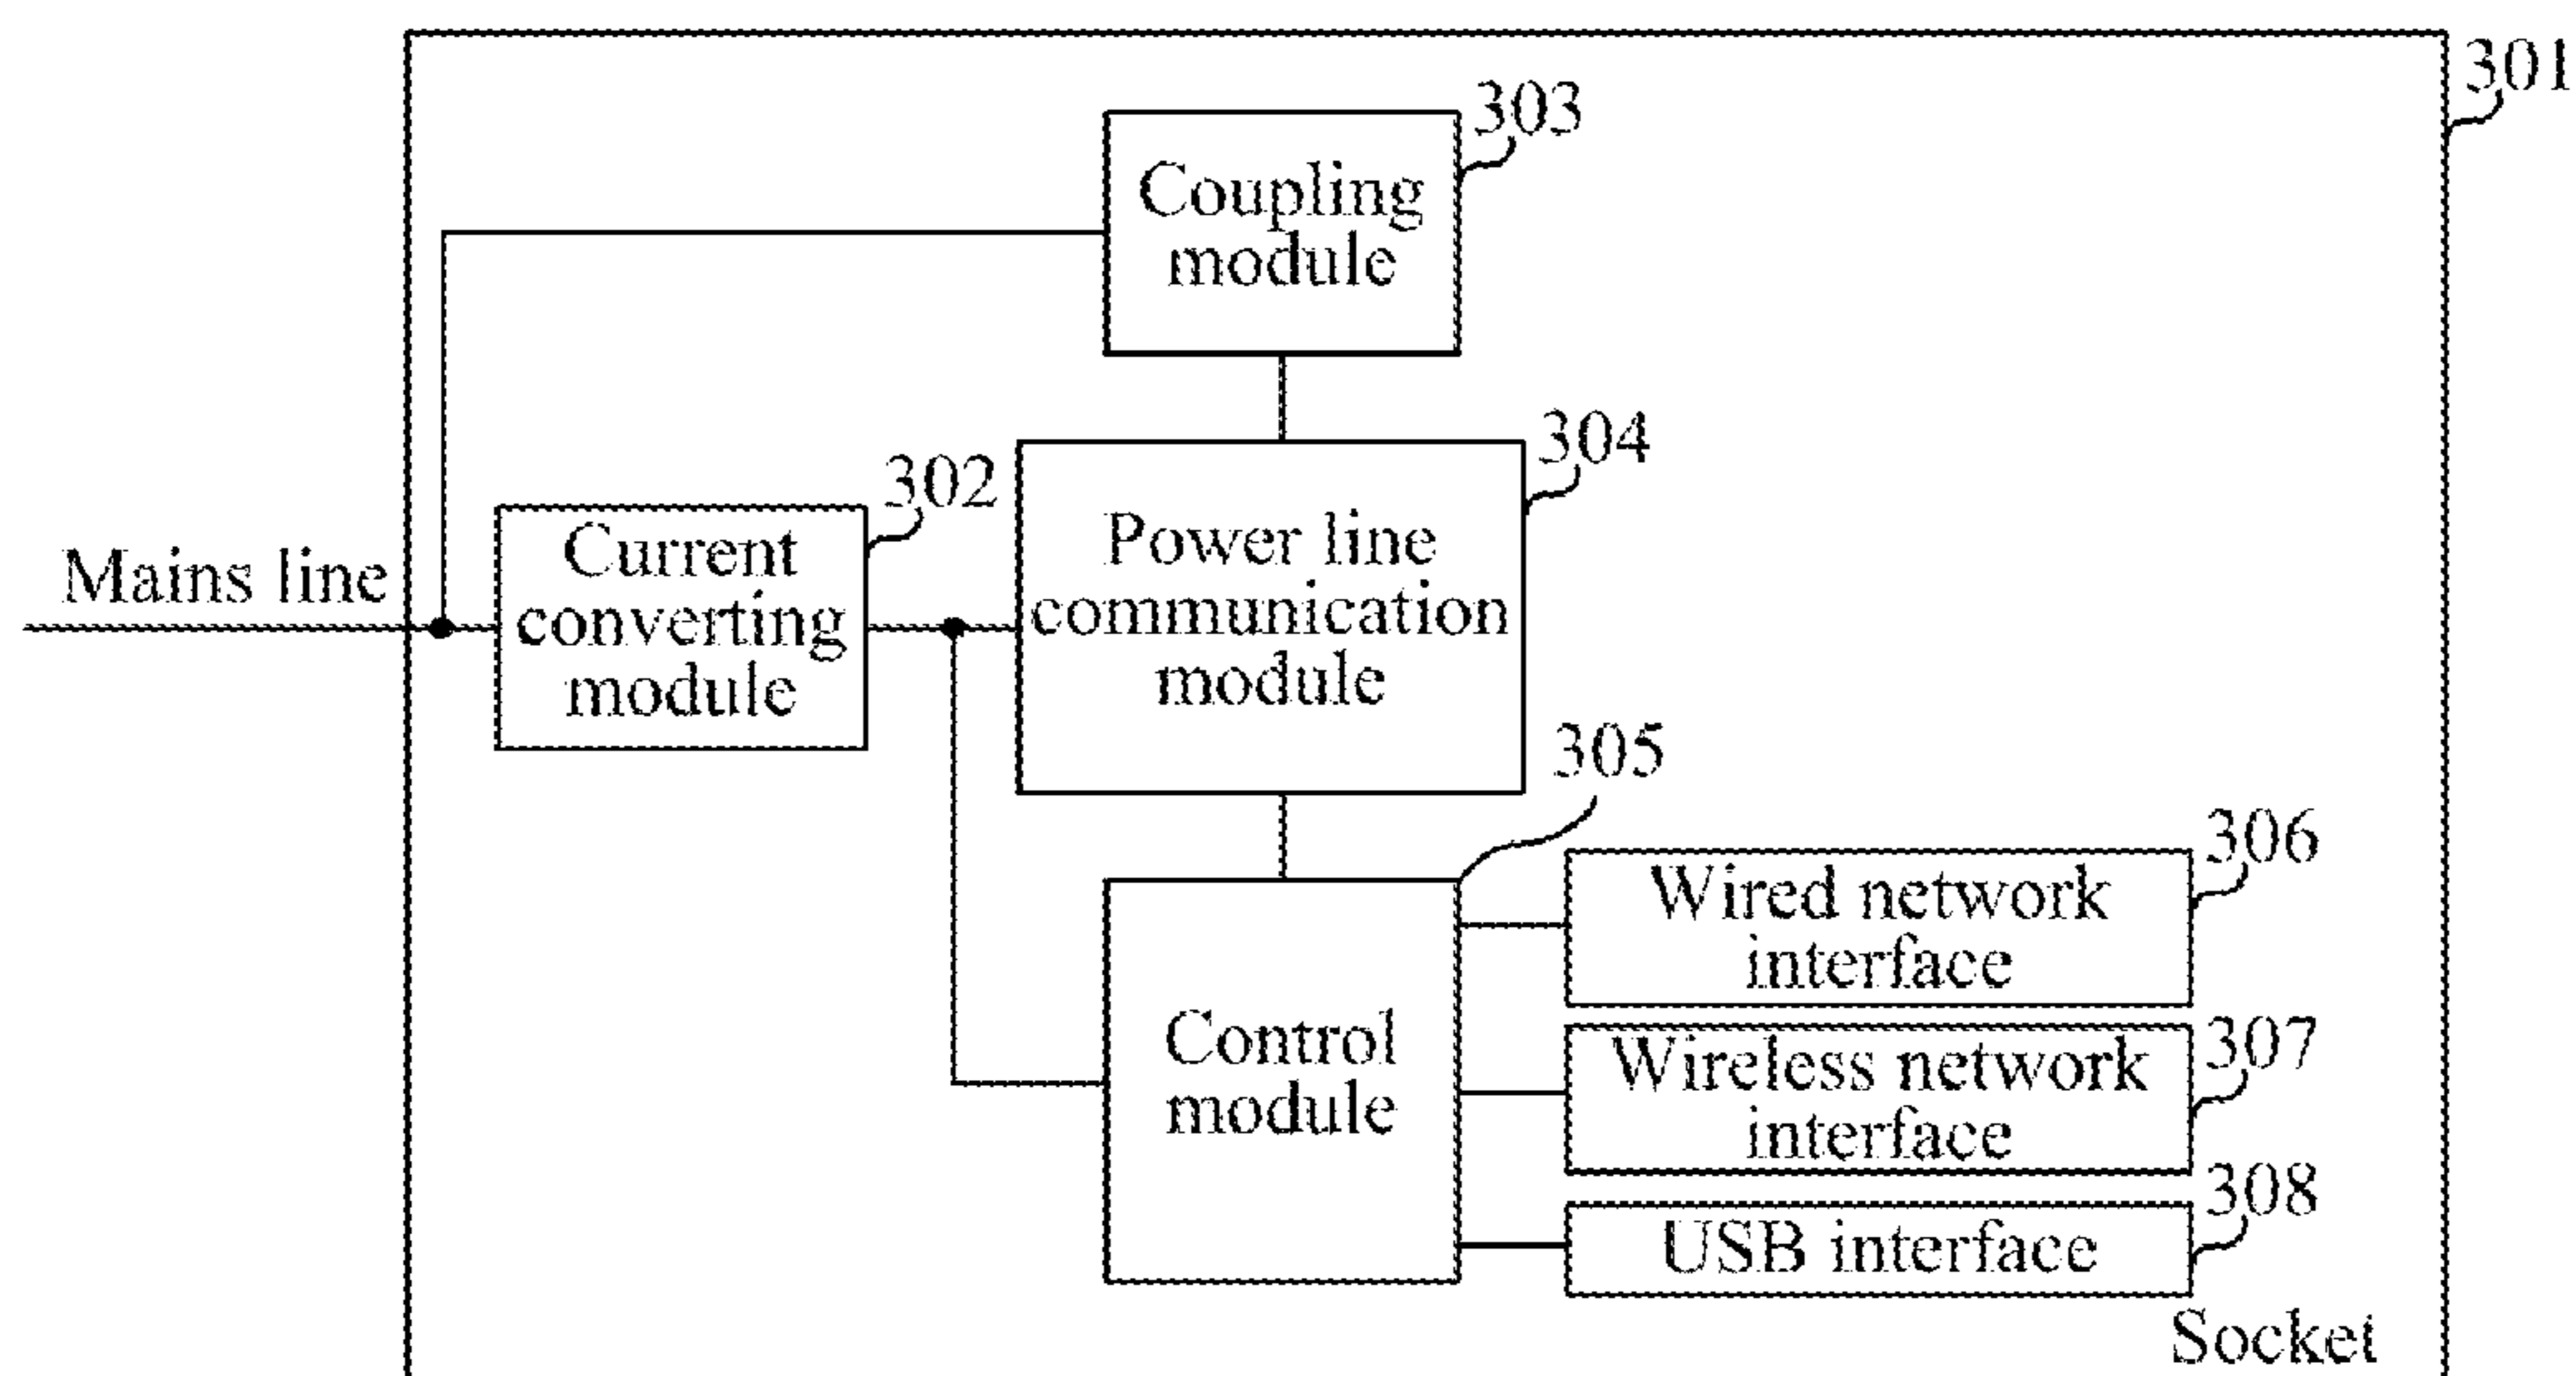 301
303
Coupling
module
304
302
Power line
communication
module
Current
converting
module
Mains line
305
306
Wired network
interface
307
Wireless network
interface
Control
module
308
USB interface
Socket